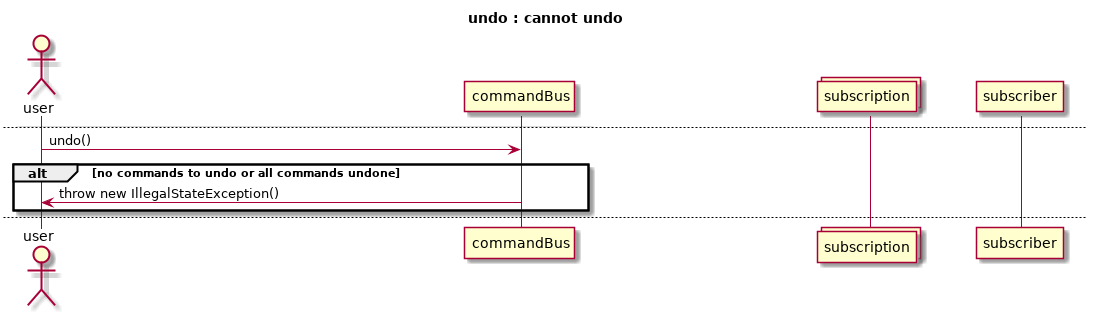 undo : cannot undo
user
commandBus
subscription
subscriber
undo()
alt
[no commands to undo or all commands undone]
throw new IllegalStateException()
user
commandBus
subscription
subscriber